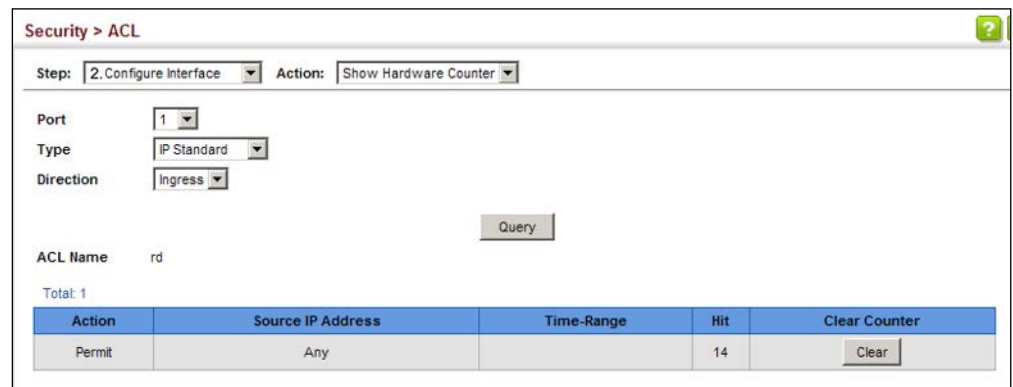 Security > ACL ?
Step: 2. Configure Interface Action: Show Hardware Counter
Port 1
Type IP Standard
Direction Ingress
Query
ACL Name rd
Total: 1
Action Source IP Address Time-Range Hit Clear Counter
Permit Any 14 Clear